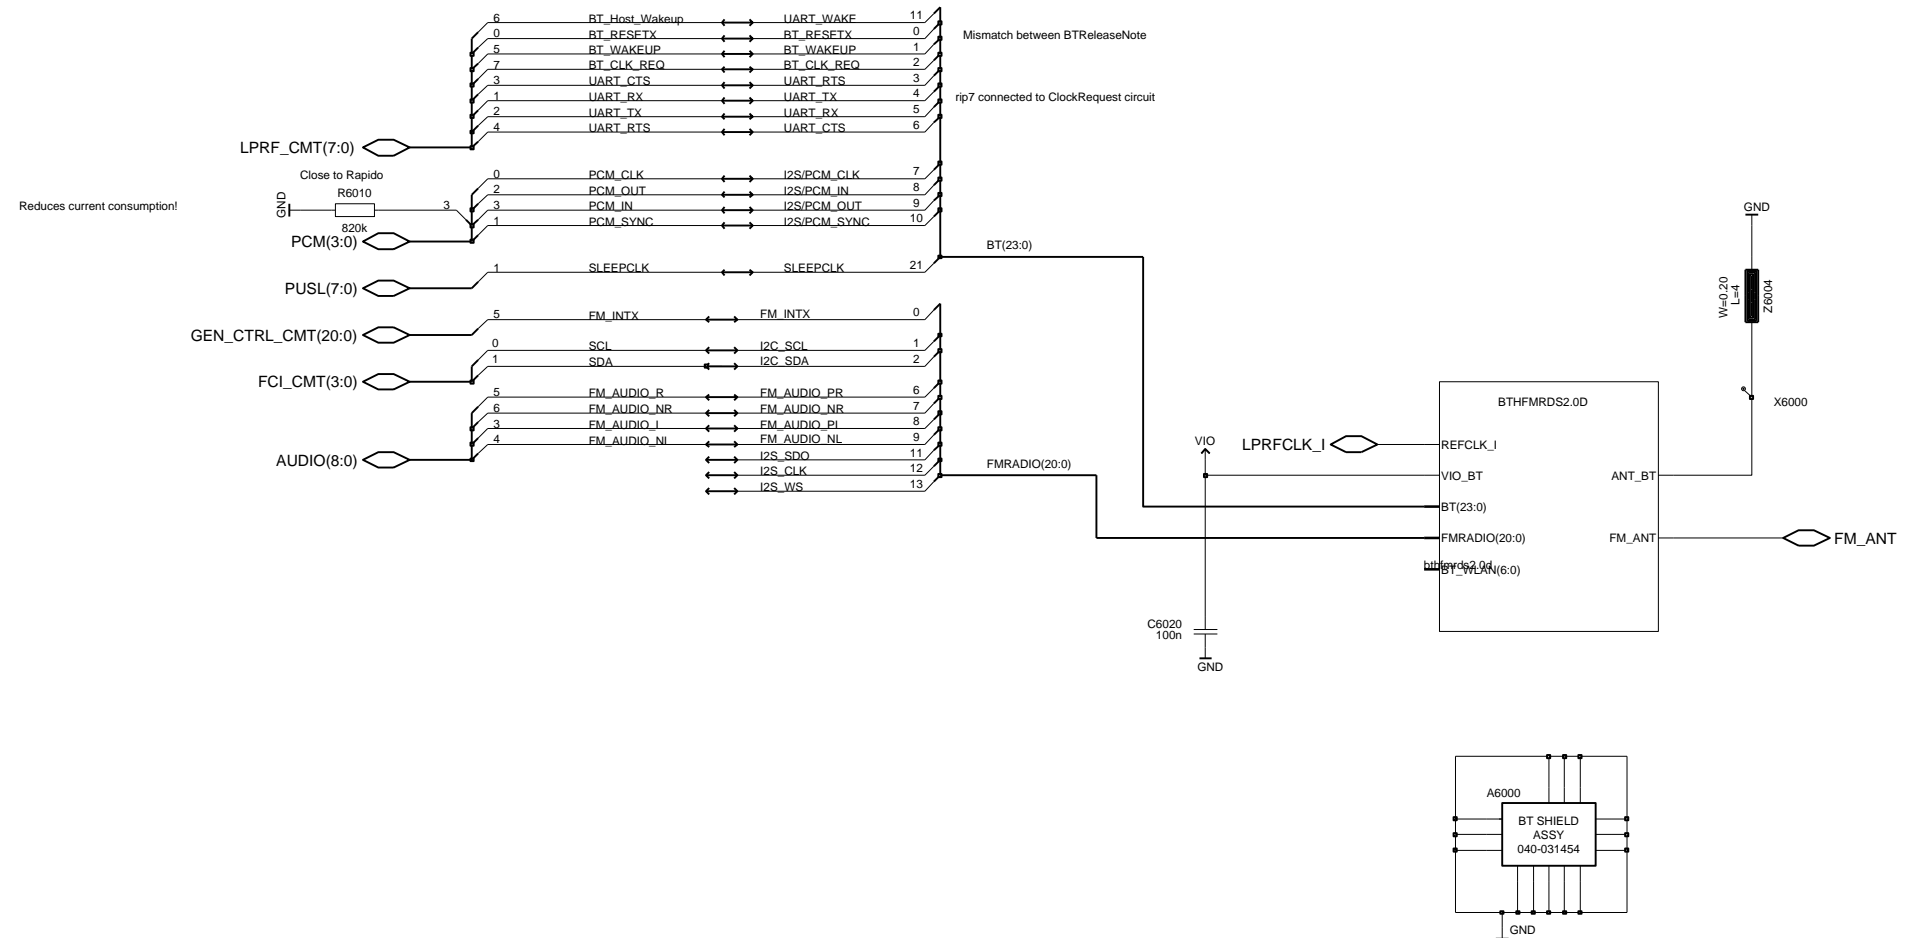 6 BT_Host_Wakeup UART_WAKE 11
0 BT_RESETX BT_RESETX 0
Mismatch between BTReleaseNote
5 BT_WAKEUP BT_WAKEUP 1
7 BT_CLK_REQ BT_CLK_REQ 2
3 UART_CTS UART_RTS 3
1 UART_RX UART_TX 4
rip7 connected to ClockRequest circuit
2 UART_TX UART_RX 5
4 UART_RTS UART_CTS 6
LPRF_CMT(7:0)
Close to Rapido
0 PCM_CLK I2S/PCM_CLK 7
R6010
2 PCM_OUT I2S/PCM_IN 8
Reduces current consumption!
GND
3
3 PCM_IN I2S/PCM_OUT 9
820k
1 PCM_SYNC I2S/PCM_SYNC 10
PCM(3:0)
BT(23:0)
1 SLEEPCLK SLEEPCLK 21
PUSL(7:0)
5 FM_INTX FM_INTX 0
GEN_CTRL_CMT(20:0)
0 SCL I2C_SCL 1
1 SDA I2C_SDA 2
FCI_CMT(3:0)
5 FM_AUDIO_R FM_AUDIO_PR 6
6 FM_AUDIO_NR FM_AUDIO_NR 7
3 FM_AUDIO_L FM_AUDIO_PL 8
4 FM_AUDIO_NL FM_AUDIO_NL 9
AUDIO(8:0)
I2S_SDO 11
I2S_CLK 12
I2S_WS 13
FMRADIO(20:0)
GND
W=0.20
L=4
Z6004
X6000
BTHFMRDS2.0D
VIO
LPRFCLK_I
REFCLK_I
VIO_BT
ANT_BT
BT(23:0)
FMRADIO(20:0)
FM_ANT
FM_ANT
bthfmrds2.0d
BT_WLAN(6:0)
C6020
100n
GND
A6000
BT SHIELD
ASSY
040-031454
GND